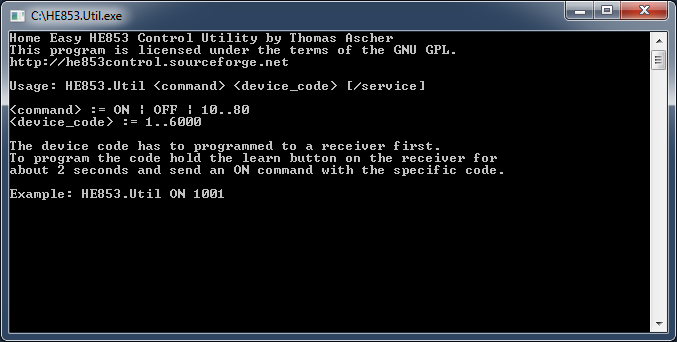 C:\HE853.Util.exe
Home Easy HE853 Control Utility by Thomas Ascher
This program is licensed under the terms of the GNU GPL.
http://he853control.sourceforge.net
Usage: HE853.Util <command> <device_code> [/service]
<command> := ON ¦ OFF ¦ 10..80
<device_code> := 1..6000
The device code has to programmed to a receiver first.
To program the code hold the learn button on the receiver for
about 2 seconds and send an ON command with the specific code.
Example: HE853.Util ON 1001